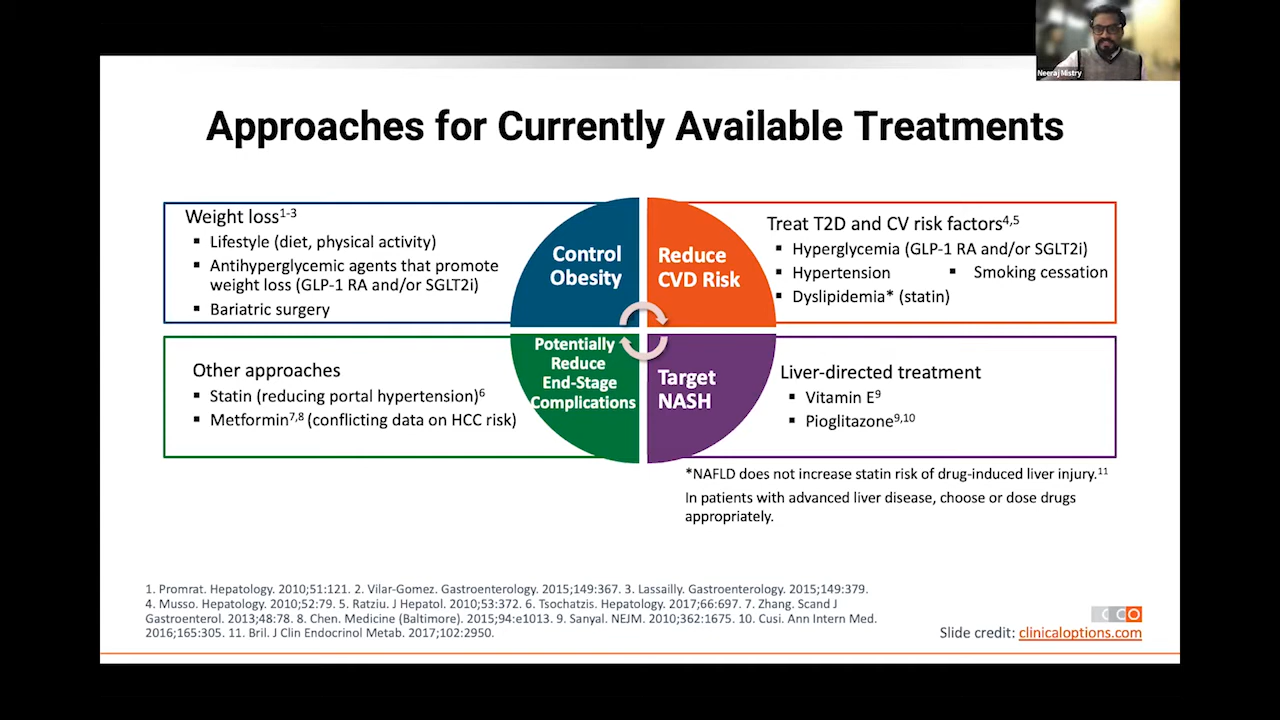 Neeraj Mistry
Approaches for Currently Available Treatments
Weight loss1-3
▪ Lifestyle (diet, physical activity)
▪ Antihyperglycemic agents that promote
weight loss (GLP-1 RA and/or SGLT2i)
▪ Bariatric surgery
Control
Obesity
Reduce
CVD Risk
Treat T2D and CV risk factors4,5
▪ Hyperglycemia (GLP-1 RA and/or SGLT2i)
▪ Hypertension ▪ Smoking cessation
▪ Dyslipidemia* (statin)
Other approaches
▪ Statin (reducing portal hypertension)6
▪ Metformin7,8 (conflicting data on HCC risk)
Potentially
Reduce
End-Stage
Complications
Target
NASH
Liver-directed treatment
▪ Vitamin E9
▪ Pioglitazone9,10
*NAFLD does not increase statin risk of drug-induced liver injury.11
In patients with advanced liver disease, choose or dose drugs
appropriately.
1. Promrat. Hepatology. 2010;51:121. 2. Vilar-Gomez. Gastroenterology. 2015;149:367. 3. Lassailly. Gastroenterology. 2015;149:379.
4. Musso. Hepatology. 2010;52:79. 5. Ratziu. J Hepatol. 2010;53:372. 6. Tsochatzis. Hepatology. 2017;66:697. 7. Zhang. Scand J
Gastroenterol. 2013;48:78. 8. Chen. Medicine (Baltimore). 2015;94:e1013. 9. Sanyal. NEJM. 2010;362:1675. 10. Cusi. Ann Intern Med.
2016;165:305. 11. Bril. J Clin Endocrinol Metab. 2017;102:2950.
CCO
Slide credit: clinicaloptions.com